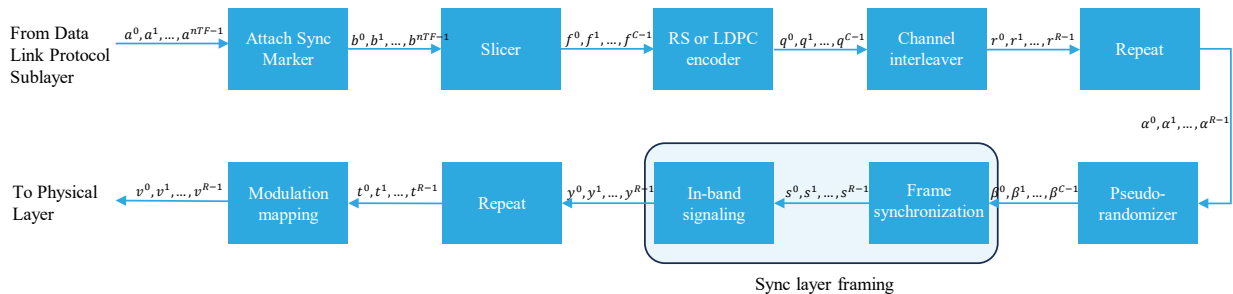 From Data
Link Protocol
Sublayer
a⁰, a¹, … , aⁿᵀᶠ⁻¹
Attach Sync
Marker
b⁰, b¹, … , bⁿᵀᶠ⁻¹
Slicer
f⁰, f¹, … , f^{C−1}
RS or LDPC
encoder
q⁰, q¹, … , q^{C−1}
Channel
interleaver
r⁰, r¹, … , r^{R−1}
Repeat
α⁰, α¹, … , α^{R−1}
To Physical
Layer
v⁰, v¹, … , v^{R−1}
Modulation
mapping
t⁰, t¹, … , t^{R−1}
Repeat
y⁰, y¹, … , y^{R−1}
In-band
signaling
s⁰, s¹, … , s^{R−1}
Frame
synchronization
β⁰, β¹, … , β^{C−1}
Pseudo-
randomizer
Sync layer framing